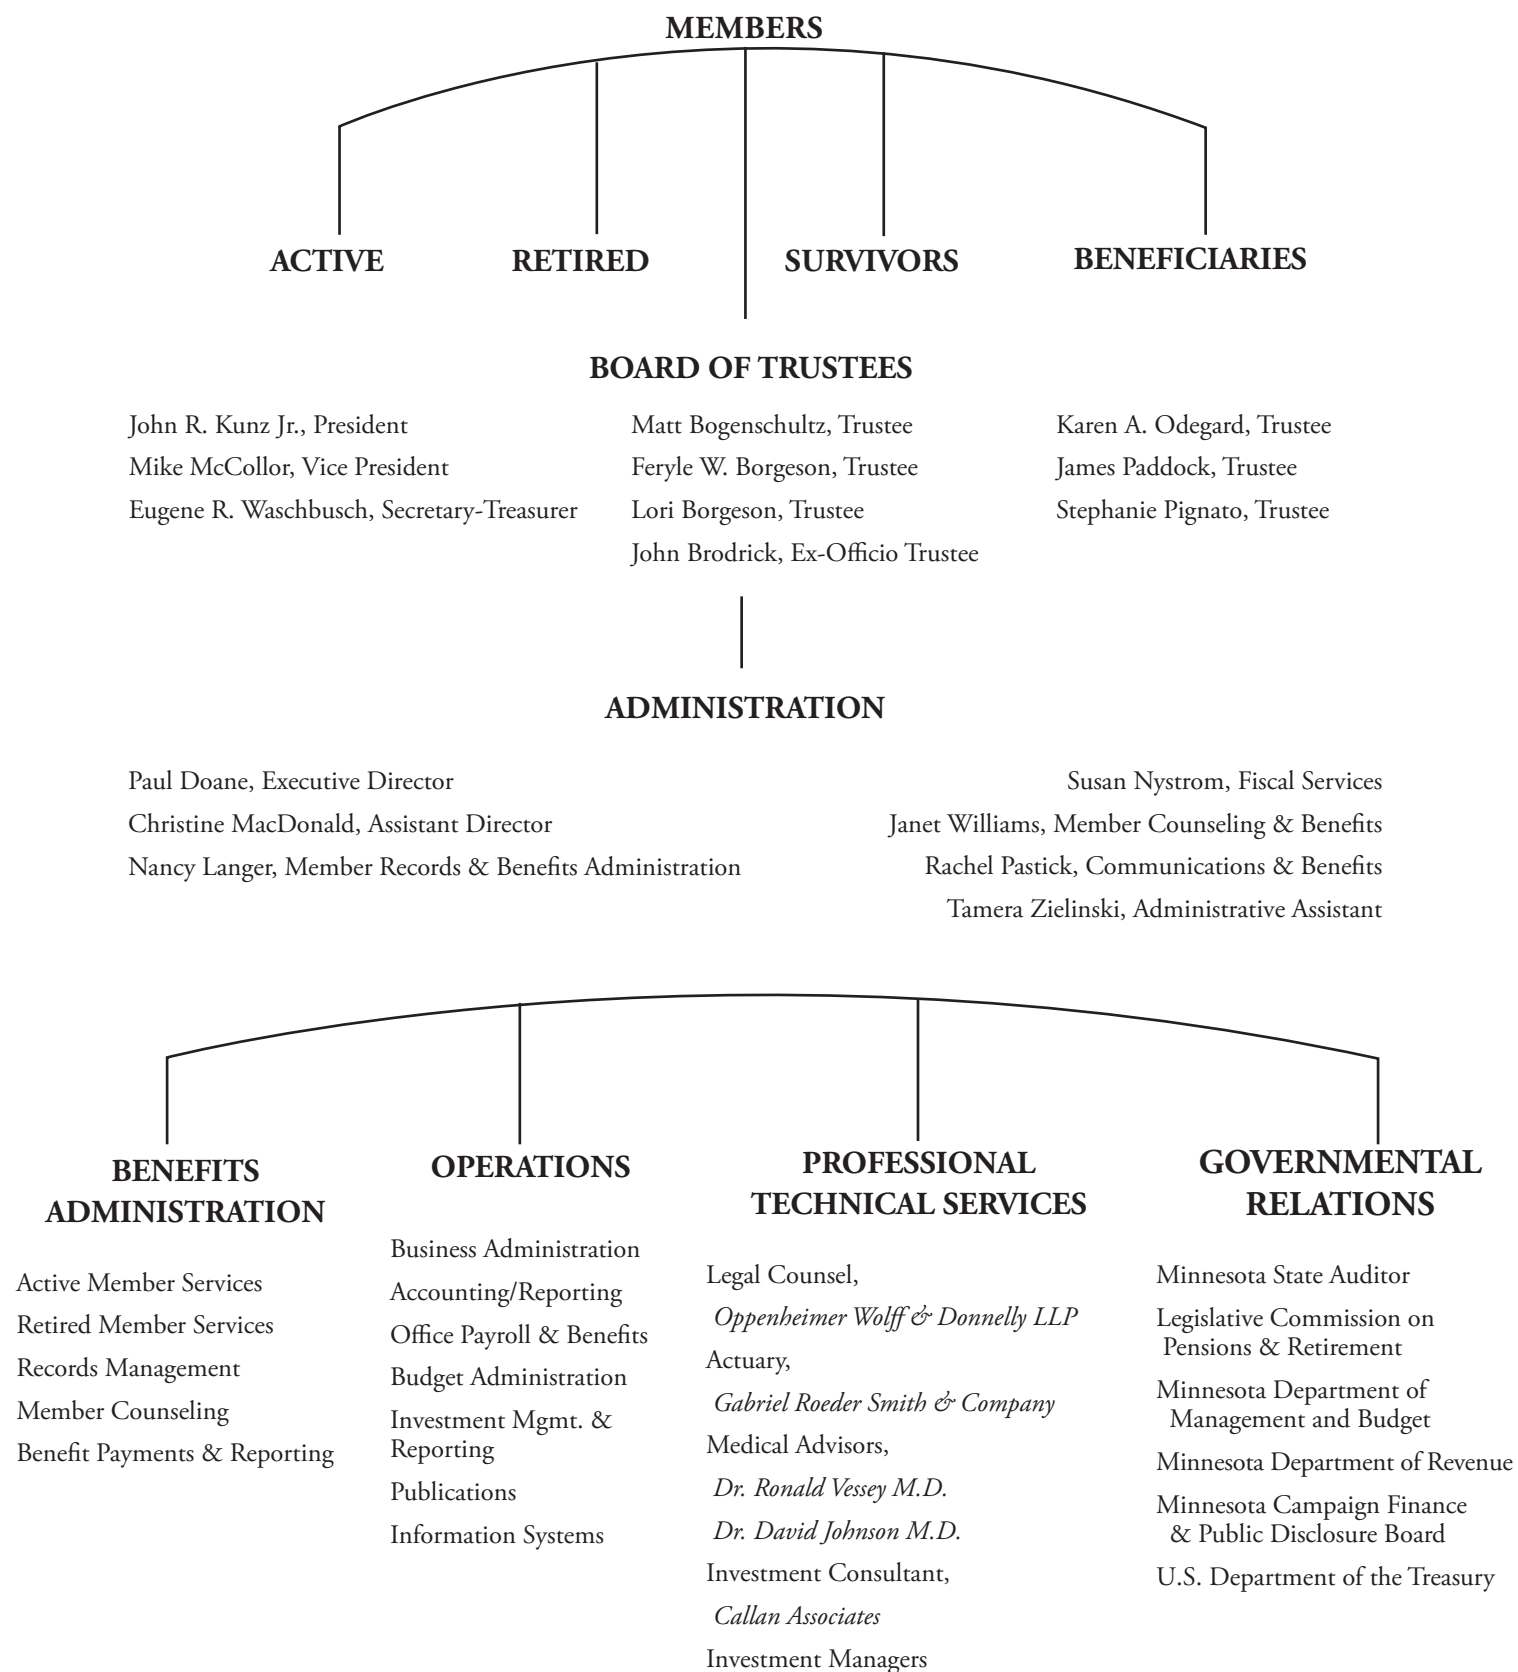 MEMBERS
ACTIVE
RETIRED
SURVIVORS
BENEFICIARIES
BOARD OF TRUSTEES
John R. Kunz Jr., President
Mike McCollor, Vice President
Eugene R. Waschbusch, Secretary-Treasurer
Matt Bogenschultz, Trustee
Feryle W. Borgeson, Trustee
Lori Borgeson, Trustee
John Brodrick, Ex-Officio Trustee
Karen A. Odegard, Trustee
James Paddock, Trustee
Stephanie Pignato, Trustee
ADMINISTRATION
Paul Doane, Executive Director
Christine MacDonald, Assistant Director
Nancy Langer, Member Records & Benefits Administration
Susan Nystrom, Fiscal Services
Janet Williams, Member Counseling & Benefits
Rachel Pastick, Communications & Benefits
Tamera Zielinski, Administrative Assistant
BENEFITS
ADMINISTRATION
Active Member Services
Retired Member Services
Records Management
Member Counseling
Benefit Payments & Reporting
OPERATIONS
Business Administration
Accounting/Reporting
Office Payroll & Benefits
Budget Administration
Investment Mgmt. &
Reporting
Publications
Information Systems
PROFESSIONAL
TECHNICAL SERVICES
Legal Counsel,
Oppenheimer Wolff & Donnelly LLP
Actuary,
Gabriel Roeder Smith & Company
Medical Advisors,
Dr. Ronald Vessey M.D.
Dr. David Johnson M.D.
Investment Consultant,
Callan Associates
Investment Managers
GOVERNMENTAL
RELATIONS
Minnesota State Auditor
Legislative Commission on
Pensions & Retirement
Minnesota Department of
Management and Budget
Minnesota Department of Revenue
Minnesota Campaign Finance
& Public Disclosure Board
U.S. Department of the Treasury